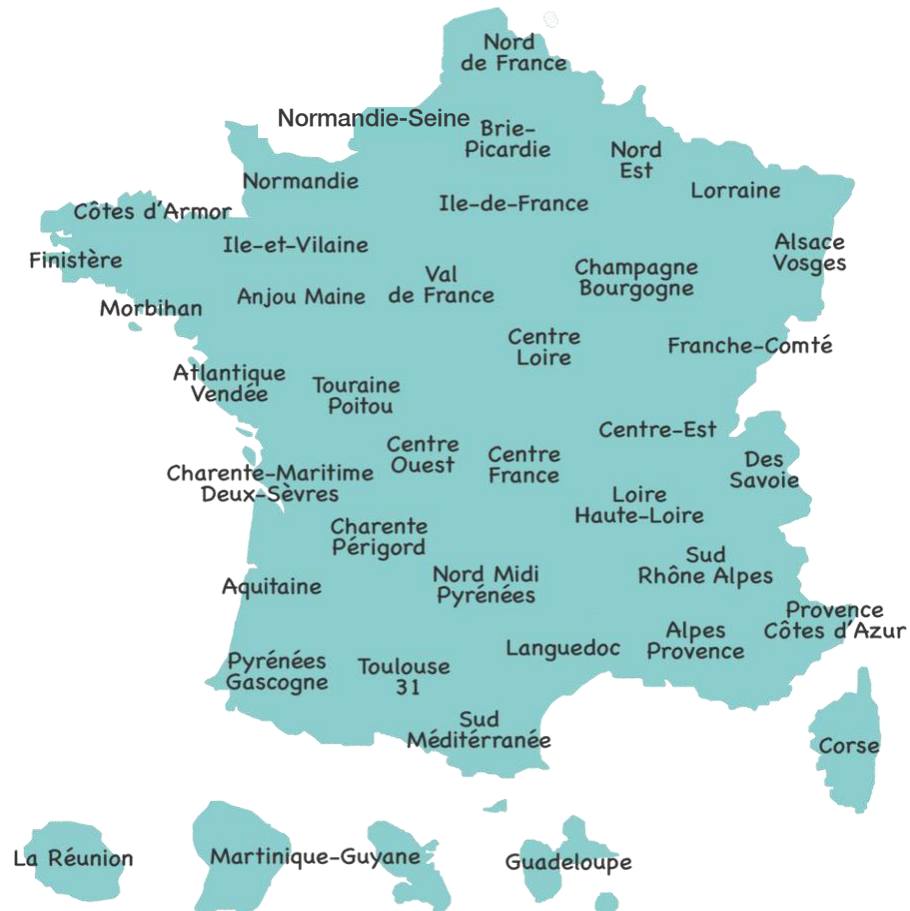 Nord
de France
Normandie-Seine
Brie-
Picardie
Nord
Est
Normandie
Lorraine
Ile-de-France
Côtes d'Armor
Ile-et-Vilaine
Alsace
Vosges
Finistère
Val
de France
Champagne
Bourgogne
Anjou Maine
Morbihan
Centre
Loire
Franche-Comté
Atlantique
Vendée
Touraine
Poitou
Centre-Est
Centre
Ouest
Centre
France
Des
Savoie
Charente-Maritime
Deux-Sèvres
Loire
Haute-Loire
Charente
Périgord
Sud
Rhône Alpes
Aquitaine
Nord Midi
Pyrénées
Provence
Côtes d'Azur
Alpes
Provence
Languedoc
Pyrénées
Gascogne
Toulouse
31
Sud
Méditérranée
Corse
La Réunion
Martinique-Guyane
Guadeloupe